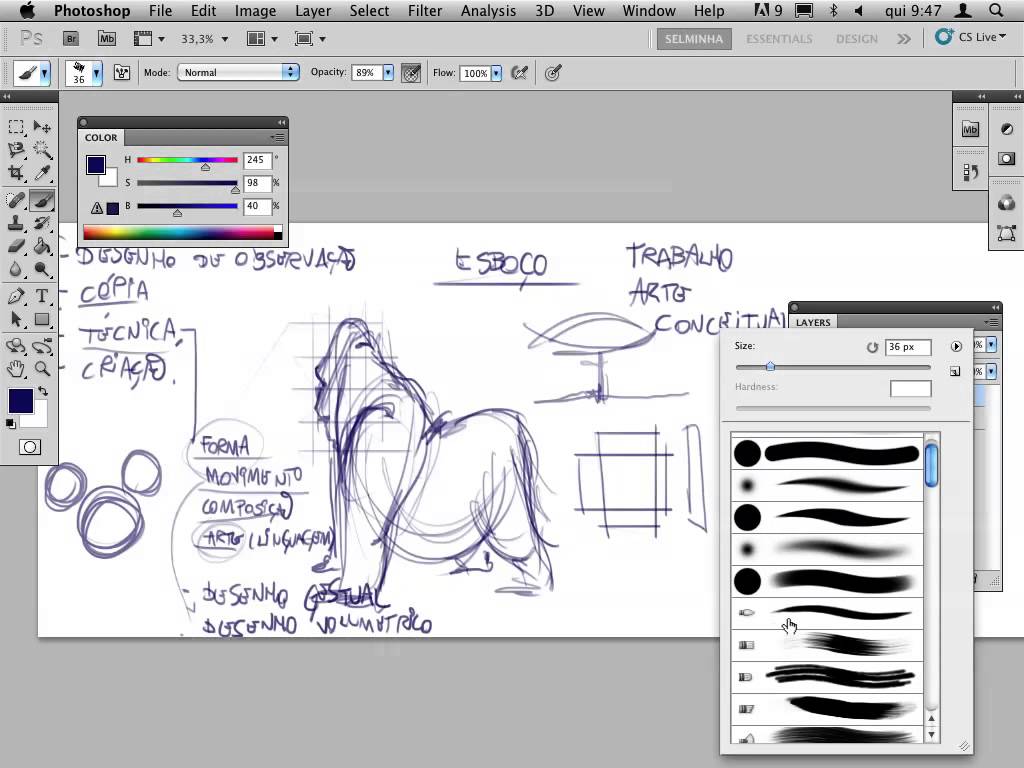 Photoshop File Edit Image Layer Select Filter Analysis 3D View Window Help 9 qui 9:47
Ps Br Mb 33,3% SELMINHA ESSENTIALS DESIGN CS Live
36 Mode: Normal Opacity: 89% Flow: 100%
COLOR
H 245 °
S 98 %
B 40 %
Mb
- DESENHO DE OBSERVAÇÃO
- CÓPIA
- TÉCNICA
- CRIAÇÃO.
ESBOÇO
TRABALHO
ARTE
CONCEITUAL
FORMA
MOVIMENTO
COMPOSIÇÃO
ARTE (LINGUAGEM)
- DESENHO GESTUAL
DESENHO VOLUMÉTRICO
LAYERS
Size: 36 px
Hardness:
%
%
T